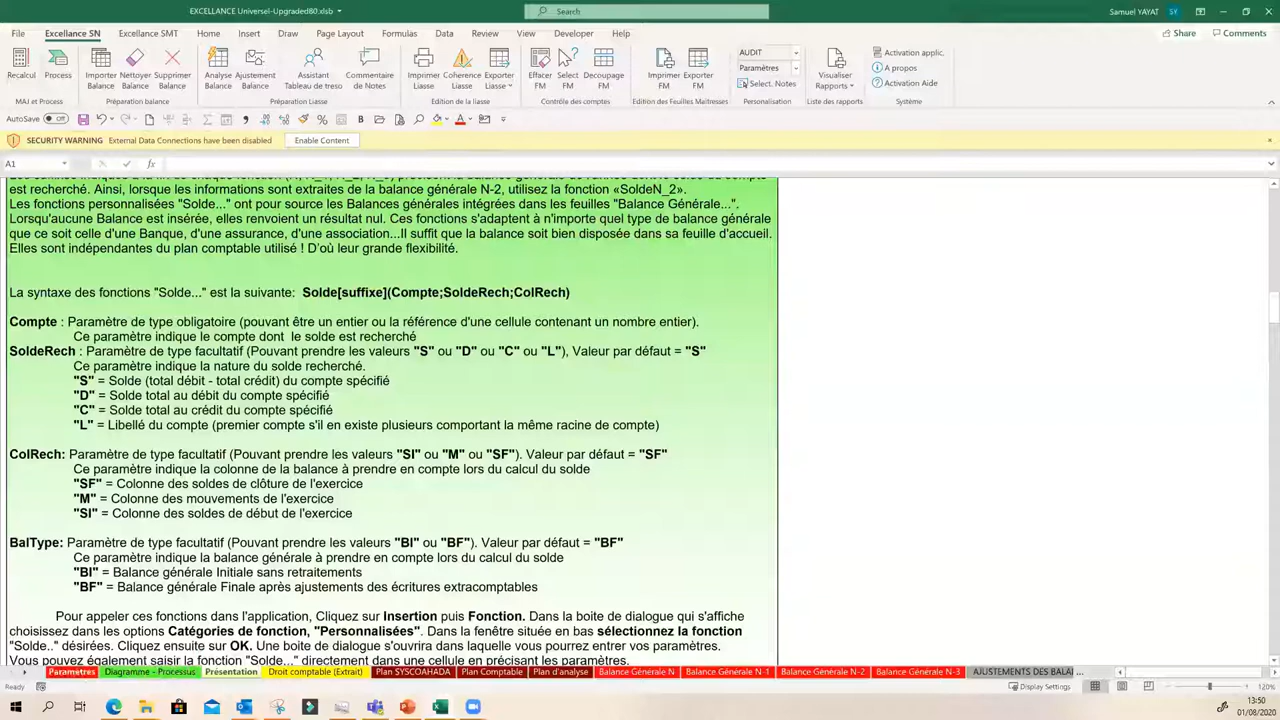 EXCELLANCE Universel-Upgraded80.xlsb
Search
Samuel YAYAT SY
File Excellance SN Excellance SMT Home Insert Draw Page Layout Formulas Data Review View Developer Help Share Comments
Recalcul Process Importer Balance Nettoyer Balance Supprimer Balance Analyse Balance Ajustement Balance Assistant Tableau de treso Commentaire de Notes Imprimer Liasse Coherence Liasse Exporter Liasse Effacer FM Select FM Decoupage FM Imprimer FM Exporter FM AUDIT Paramètres Select. Notes Visualiser Rapports Activation applic. A propos Activation Aide
MAJ et Process Préparation balance Préparation Liasse Edition de la liasse Contrôle des comptes Edition des Feuilles Maitresses Personalisation Liste des rapports Système
AutoSave Off
SECURITY WARNING External Data Connections have been disabled Enable Content
A1 fx
est recherché. Ainsi, lorsque les informations sont extraites de la balance générale N-2, utilisez la fonction «SoldeN_2».
Les fonctions personnalisées "Solde..." ont pour source les Balances générales intégrées dans les feuilles "Balance Générale...".
Lorsqu'aucune Balance est insérée, elles renvoient un résultat nul. Ces fonctions s'adaptent à n'importe quel type de balance générale
que ce soit celle d'une Banque, d'une assurance, d'une association...Il suffit que la balance soit bien disposée dans sa feuille d'accueil.
Elles sont indépendantes du plan comptable utilisé ! D'où leur grande flexibilité.
La syntaxe des fonctions "Solde..." est la suivante: Solde[suffixe](Compte;SoldeRech;ColRech)
Compte : Paramètre de type obligatoire (pouvant être un entier ou la référence d'une cellule contenant un nombre entier).
Ce paramètre indique le compte dont le solde est recherché
SoldeRech : Paramètre de type facultatif (Pouvant prendre les valeurs "S" ou "D" ou "C" ou "L"), Valeur par défaut = "S"
Ce paramètre indique la nature du solde recherché.
"S" = Solde (total débit - total crédit) du compte spécifié
"D" = Solde total au débit du compte spécifié
"C" = Solde total au crédit du compte spécifié
"L" = Libellé du compte (premier compte s'il en existe plusieurs comportant la même racine de compte)
ColRech: Paramètre de type facultatif (Pouvant prendre les valeurs "SI" ou "M" ou "SF"). Valeur par défaut = "SF"
Ce paramètre indique la colonne de la balance à prendre en compte lors du calcul du solde
"SF" = Colonne des soldes de clôture de l'exercice
"M" = Colonne des mouvements de l'exercice
"SI" = Colonne des soldes de début de l'exercice
BalType: Paramètre de type facultatif (Pouvant prendre les valeurs "BI" ou "BF"). Valeur par défaut = "BF"
Ce paramètre indique la balance générale à prendre en compte lors du calcul du solde
"BI" = Balance générale Initiale sans retraitements
"BF" = Balance générale Finale après ajustements des écritures extracomptables
Pour appeler ces fonctions dans l'application, Cliquez sur Insertion puis Fonction. Dans la boite de dialogue qui s'affiche
choisissez dans les options Catégories de fonction, "Personnalisées". Dans la fenêtre située en bas sélectionnez la fonction
"Solde.." désirées. Cliquez ensuite sur OK. Une boite de dialogue s'ouvrira dans laquelle vous pourrez entrer vos paramètres.
Vous pouvez également saisir la fonction "Solde..." directement dans une cellule en précisant les paramètres.
Paramètres Diagramme - Processus Présentation Droit comptable (Extrait) Plan SYSCOAHADA Plan Comptable Plan d'analyse Balance Générale N Balance Générale N-1 Balance Générale N-2 Balance Générale N-3 AJUSTEMENTS DES BALAI ...
Ready Display Settings 120%
13:50
01/08/2020